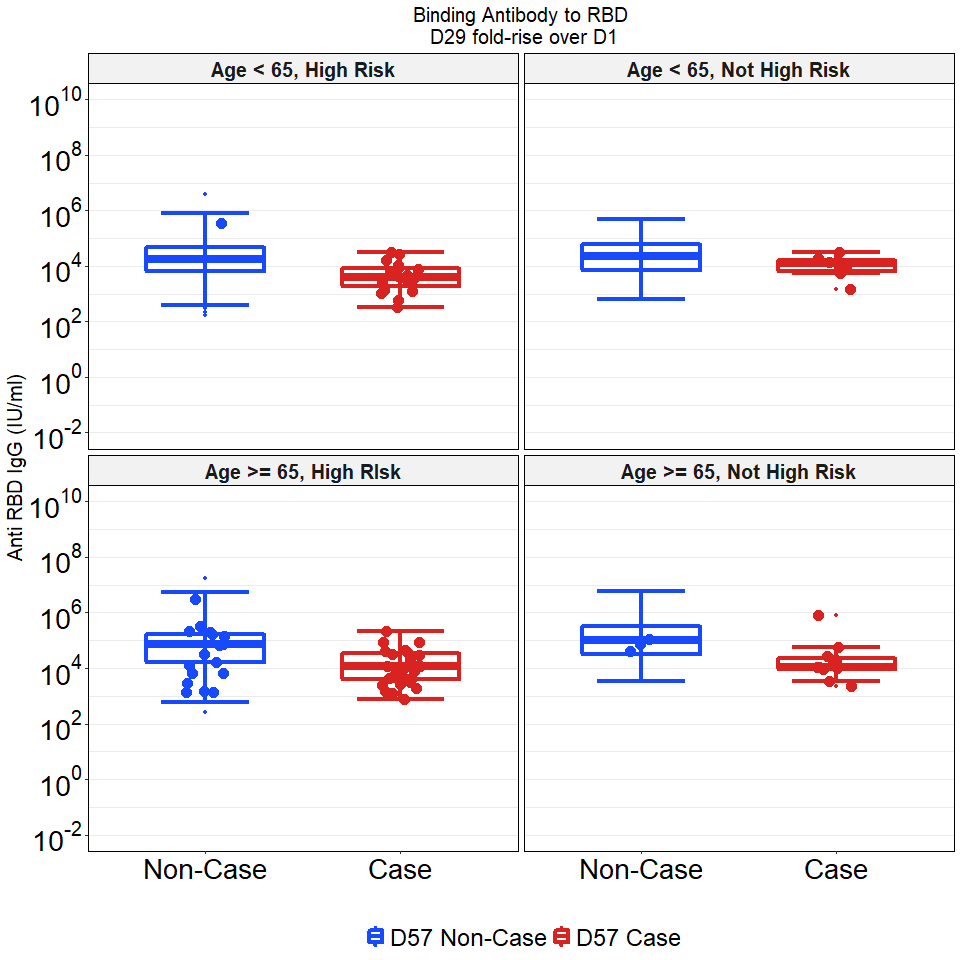 Binding Antibody to RBD
D29 fold-rise over D1
Age < 65, High Risk
Age < 65, Not High Risk
10^10
10^8
10^6
10^4
10^2
10^0
10^-2
Anti RBD IgG (IU/ml)
Age >= 65, High RIsk
Age >= 65, Not High Risk
10^10
10^8
10^6
10^4
10^2
10^0
10^-2
Non-Case
Case
Non-Case
Case
D57 Non-Case
D57 Case